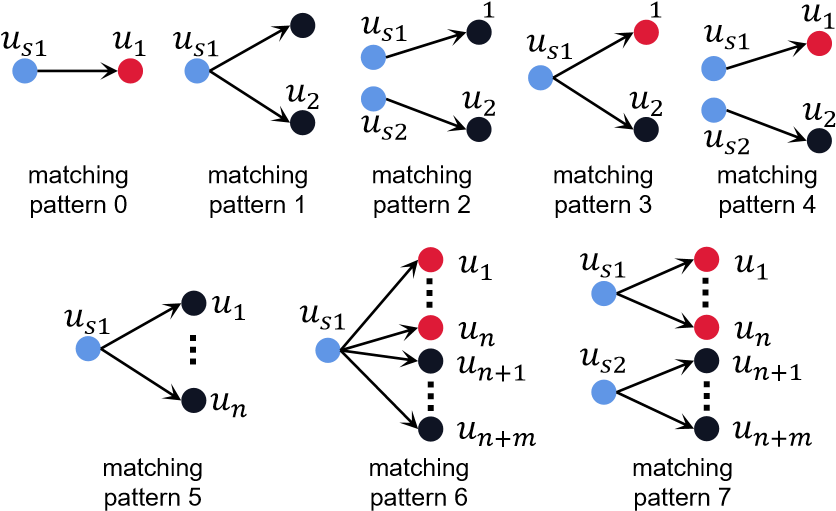 u_{s1} u_1
matching
pattern 0
u_{s1}
u_2
matching
pattern 1
1
u_{s1}
u_2
u_{s2}
matching
pattern 2
1
u_{s1}
u_2
matching
pattern 3
u_1
u_{s1}
u_2
u_{s2}
matching
pattern 4
u_{s1} u_1
u_n
matching
pattern 5
u_1
u_{s1} u_n
u_{n+1}
u_{n+m}
matching
pattern 6
u_{s1} u_1
u_n
u_{s2} u_{n+1}
u_{n+m}
matching
pattern 7